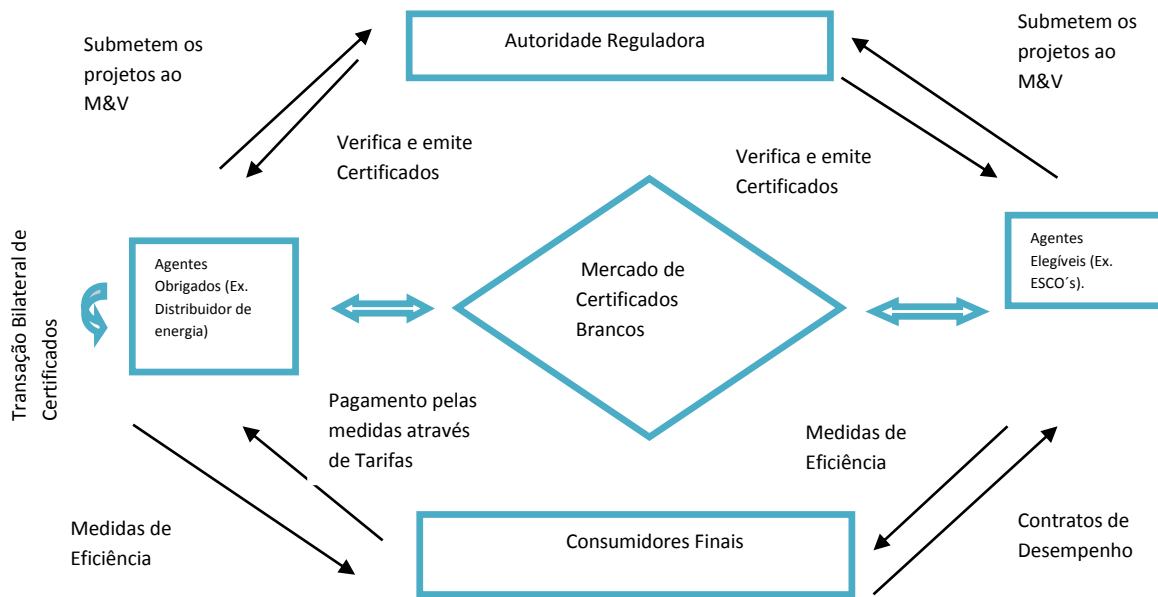 Submetem os
projetos ao
M&V
Autoridade Reguladora
Submetem os
projetos ao
M&V
Verifica e emite
Certificados
Verifica e emite
Certificados
Transação Bilateral de
Certificados
Agentes
Obrigados (Ex.
Distribuidor de
energia)
Mercado de
Certificados
Brancos
Agentes
Elegíveis (Ex.
ESCO´s).
Pagamento pelas
medidas através
de Tarifas
Medidas de
Eficiência
Medidas de
Eficiência
Consumidores Finais
Contratos de
Desempenho